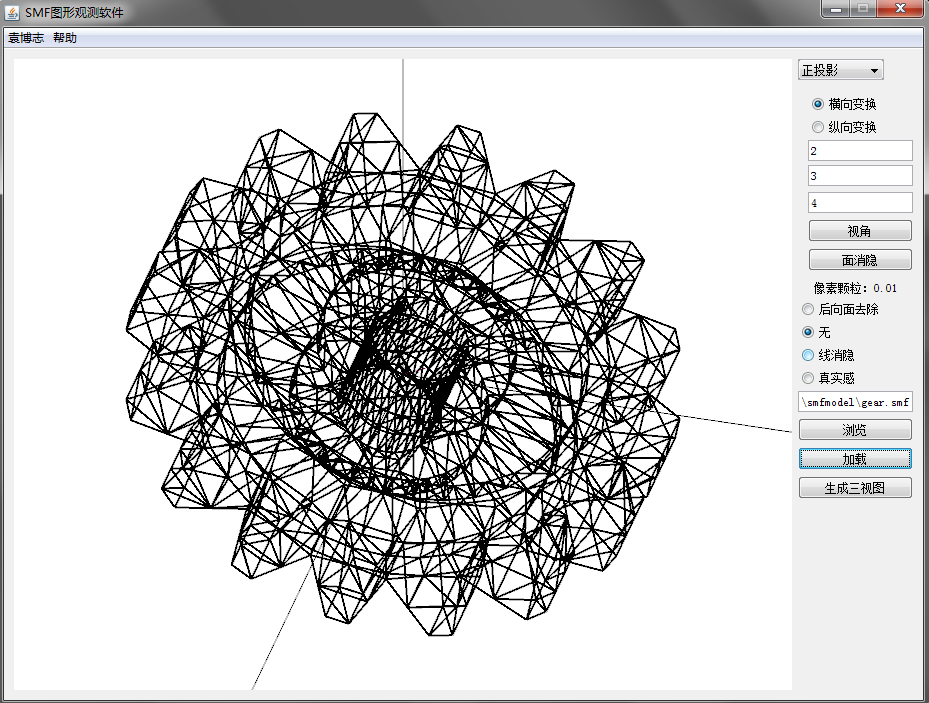 SMF图形观测软件
袁博志 帮助
正投影
横向变换
纵向变换
2
3
4
视角
面消隐
像素颗粒：0.01
后向面去除
无
线消隐
真实感
\smfmodel\gear.smf
浏览
加载
生成三视图